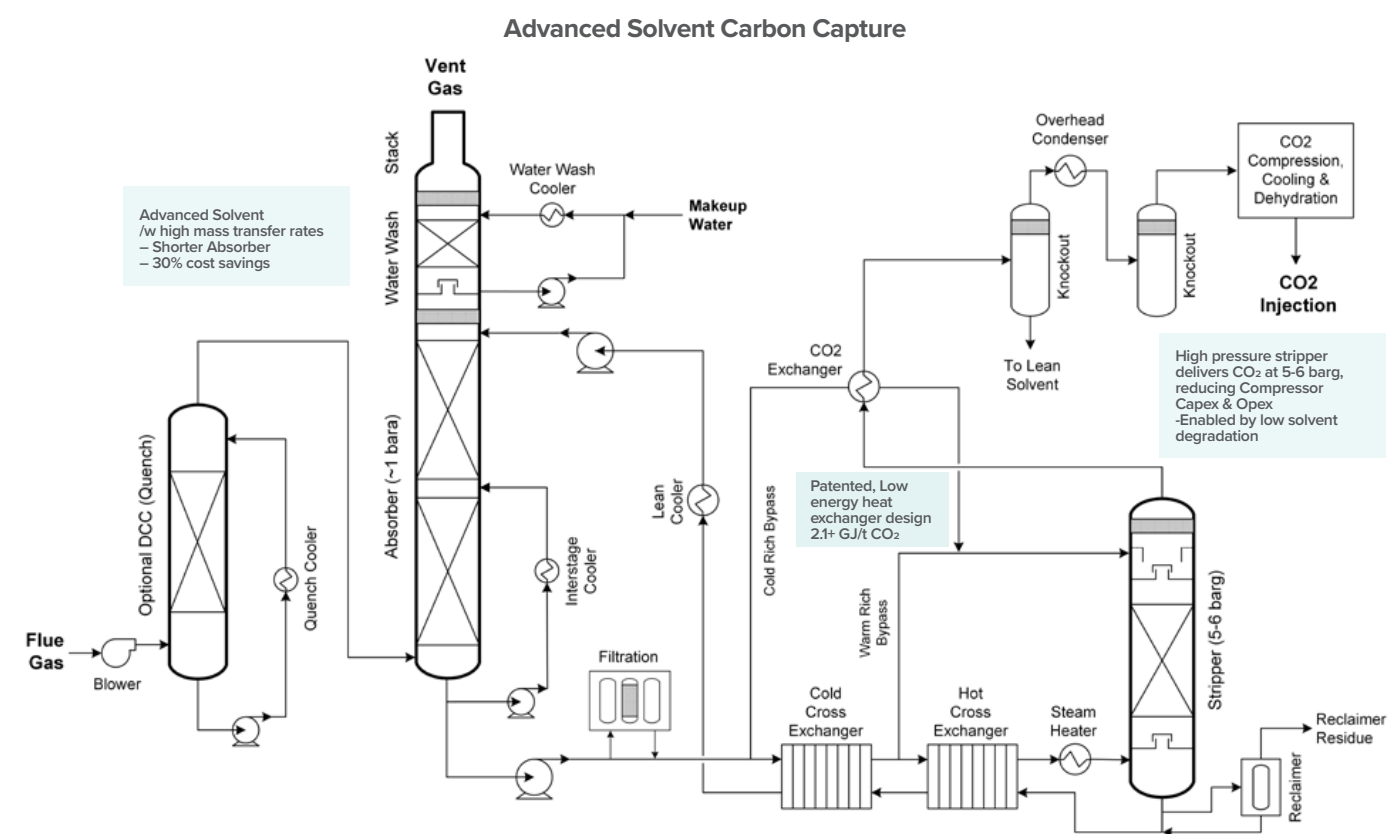 Advanced Solvent Carbon Capture
Vent
Gas
Stack
Water Wash
Cooler
Makeup
Water
Water Wash
Advanced Solvent
/w high mass transfer rates
– Shorter Absorber
– 30% cost savings
Overhead
Condenser
CO2
Compression,
Cooling &
Dehydration
Knockout
Knockout
CO2
Injection
To Lean
Solvent
CO2
Exchanger
High pressure stripper
delivers CO₂ at 5-6 barg,
reducing Compressor
Capex & Opex
-Enabled by low solvent
degradation
Optional DCC (Quench)
Quench Cooler
Absorber (~1 bara)
Interstage
Cooler
Lean
Cooler
Cold Rich Bypass
Patented, Low
energy heat
exchanger design
2.1+ GJ/t CO₂
Warm Rich
Bypass
Stripper (5-6 barg)
Flue
Gas
Blower
Filtration
Cold
Cross
Exchanger
Hot
Cross
Exchanger
Steam
Heater
Reclaimer
Residue
Reclaimer